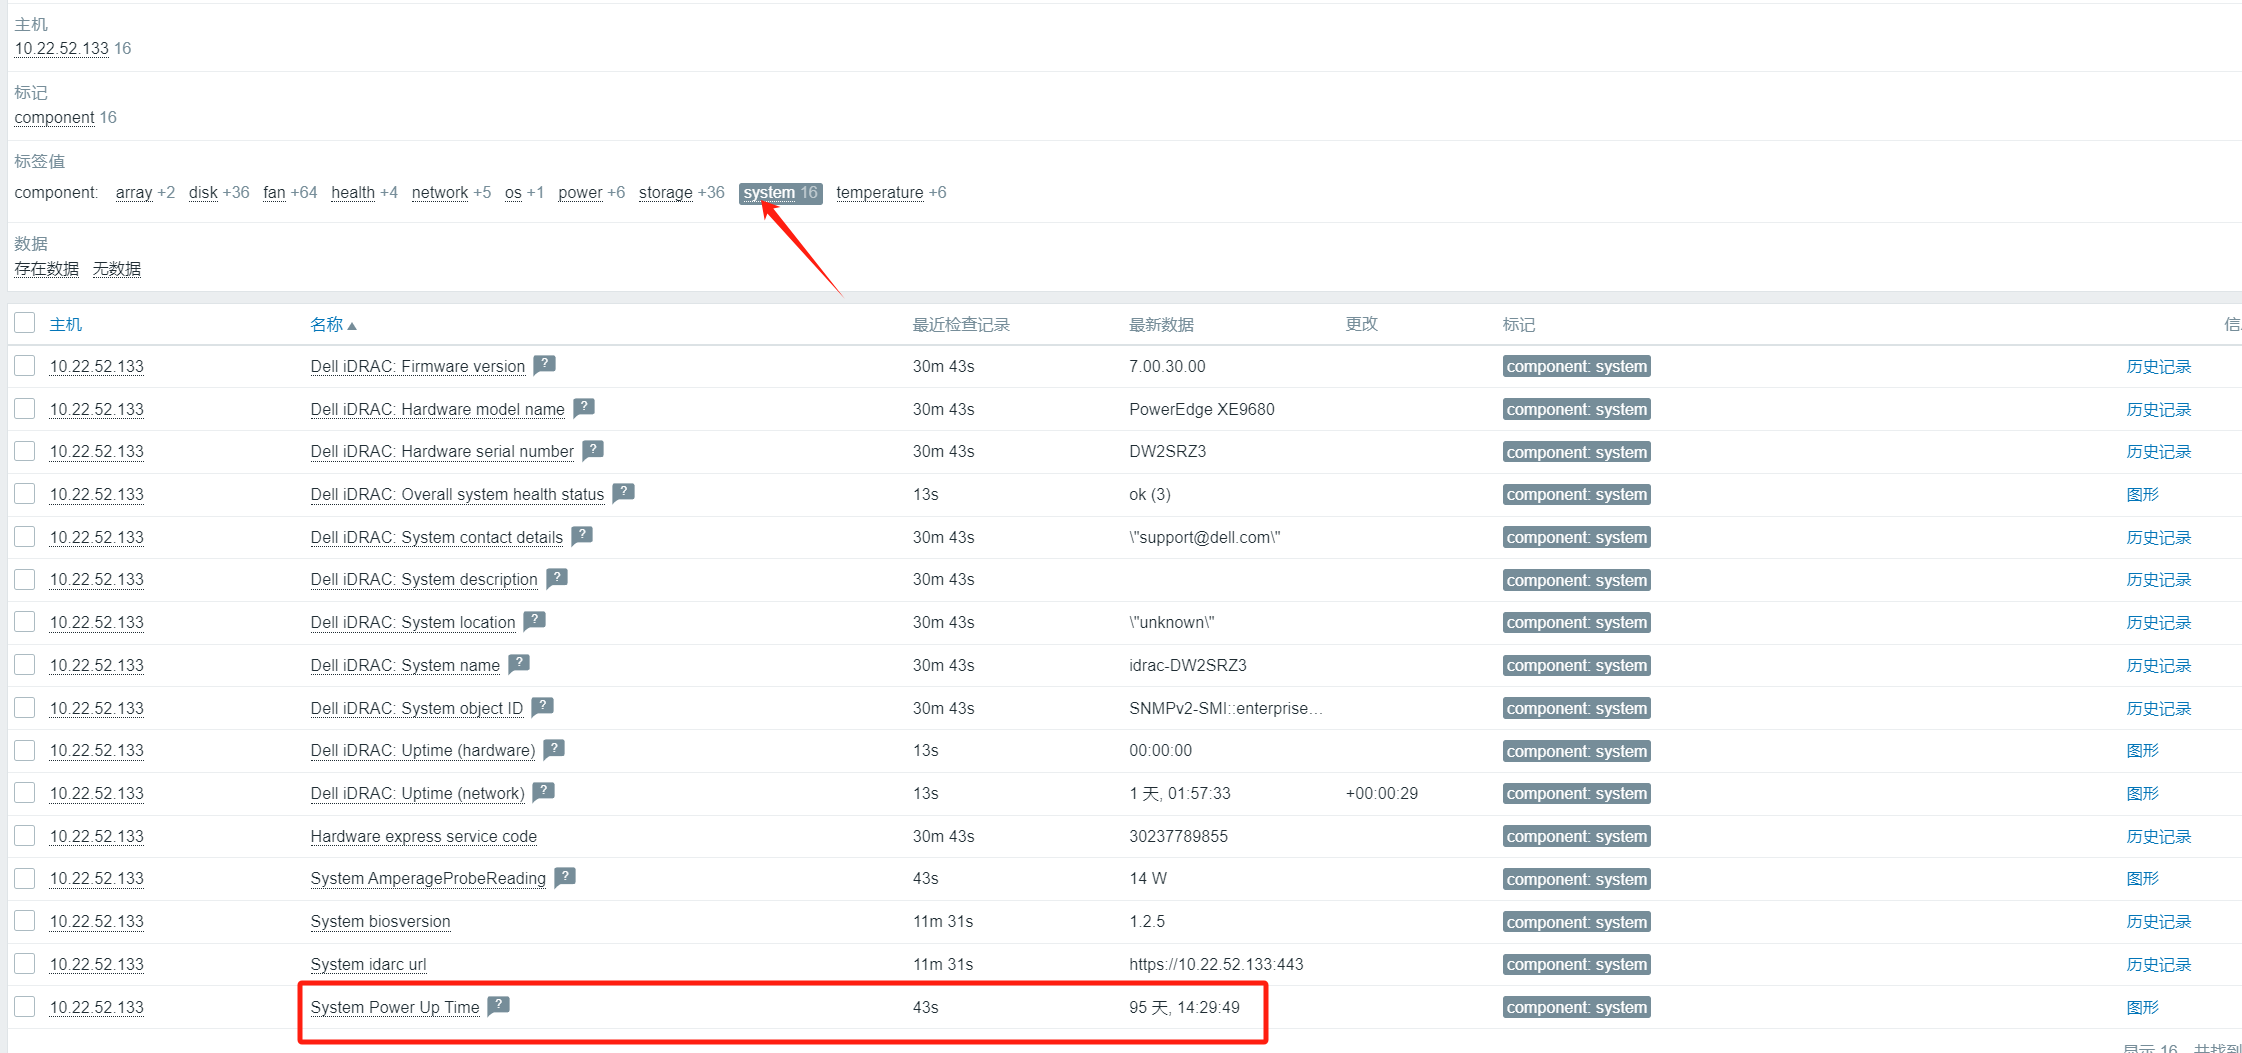 主机
10.22.52.133 16
标记
component 16
标签值
component: array +2 disk +36 fan +64 health +4 network +5 os +1 power +6 storage +36 system 16 temperature +6
数据
存在数据 无数据
主机 名称▲ 最近检查记录 最新数据 更改 标记
10.22.52.133 Dell iDRAC: Firmware version ? 30m 43s 7.00.30.00 component: system 历史记录
10.22.52.133 Dell iDRAC: Hardware model name ? 30m 43s PowerEdge XE9680 component: system 历史记录
10.22.52.133 Dell iDRAC: Hardware serial number ? 30m 43s DW2SRZ3 component: system 历史记录
10.22.52.133 Dell iDRAC: Overall system health status ? 13s ok (3) component: system 图形
10.22.52.133 Dell iDRAC: System contact details ? 30m 43s \"support@dell.com\" component: system 历史记录
10.22.52.133 Dell iDRAC: System description ? 30m 43s component: system 历史记录
10.22.52.133 Dell iDRAC: System location ? 30m 43s \"unknown\" component: system 历史记录
10.22.52.133 Dell iDRAC: System name ? 30m 43s idrac-DW2SRZ3 component: system 历史记录
10.22.52.133 Dell iDRAC: System object ID ? 30m 43s SNMPv2-SMI::enterprise… component: system 历史记录
10.22.52.133 Dell iDRAC: Uptime (hardware) ? 13s 00:00:00 component: system 图形
10.22.52.133 Dell iDRAC: Uptime (network) ? 13s 1 天, 01:57:33 +00:00:29 component: system 图形
10.22.52.133 Hardware express service code 30m 43s 30237789855 component: system 历史记录
10.22.52.133 System AmperageProbeReading ? 43s 14 W component: system 图形
10.22.52.133 System biosversion 11m 31s 1.2.5 component: system 历史记录
10.22.52.133 System idarc url 11m 31s https://10.22.52.133:443 component: system 历史记录
10.22.52.133 System Power Up Time ? 43s 95 天, 14:29:49 component: system 图形